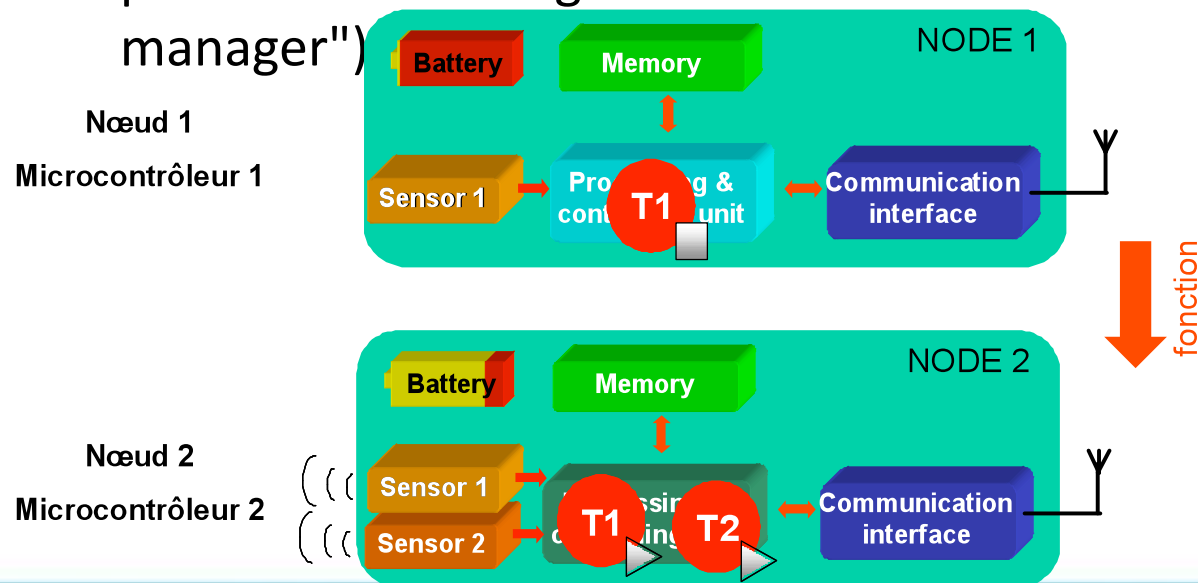 manager")
NODE 1
Battery
Memory
Nœud 1
Microcontrôleur 1
Sensor 1
T1
unit
Communication
interface
fonction
NODE 2
Battery
Memory
Nœud 2
Microcontrôleur 2
Sensor 1
Sensor 2
T1
T2
Communication
interface